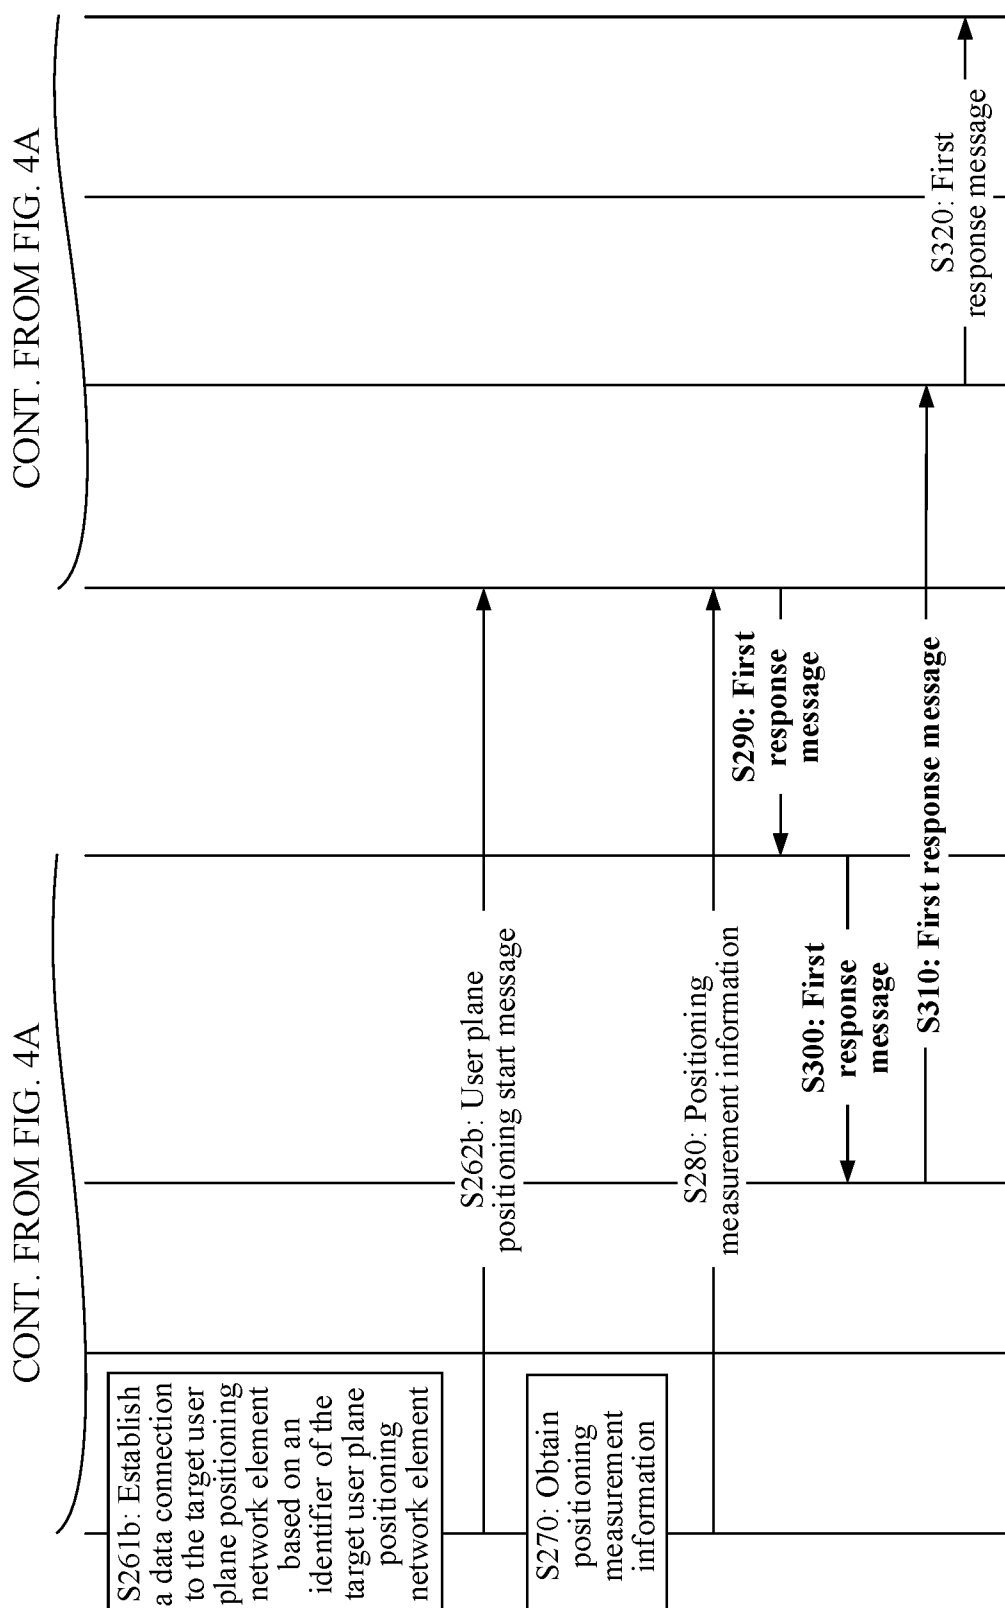 CONT. FROM FIG. 4A
CONT. FROM FIG. 4A
S261b: Establish
a data connection
to the target user
plane positioning
network element
based on an
identifier of the
target user plane
positioning
network element
S262b: User plane
positioning start message
S270: Obtain
positioning
measurement
information
S280: Positioning
measurement information
S290: First
response
message
S300: First
response
message
S310: First response message
S320: First
response message